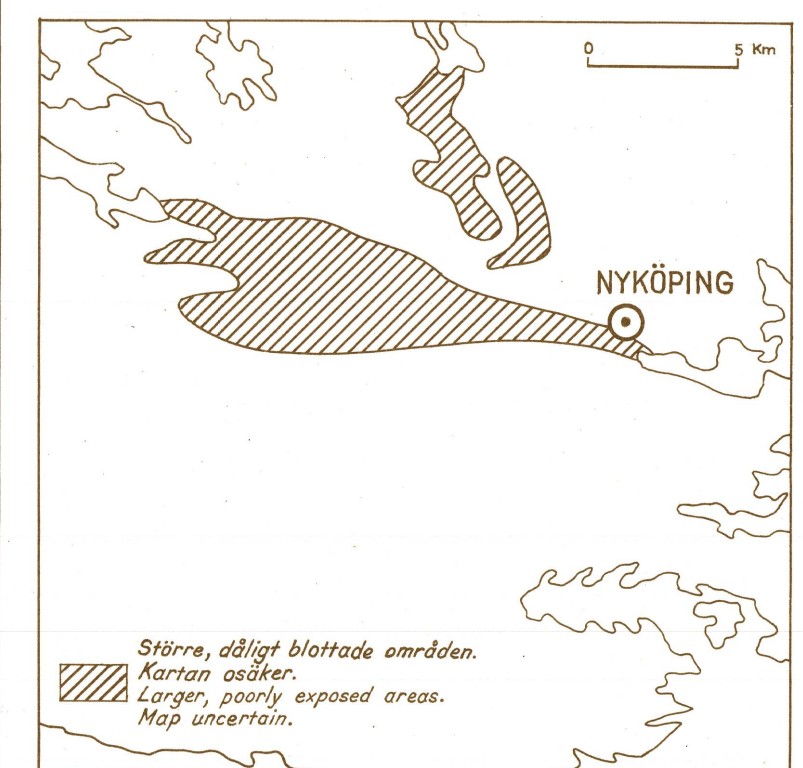 0 5 Km
NYKÖPING
Större, dåligt blottade områden.
Kartan osäker.
Larger, poorly exposed areas.
Map uncertain.